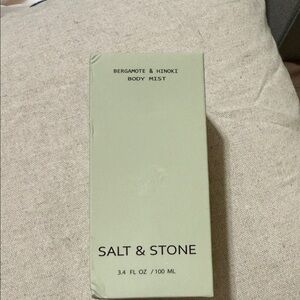 BERGAMOTE & HINOKI
BODY MIST
SALT & STONE
3.4 FL OZ / 100 ML